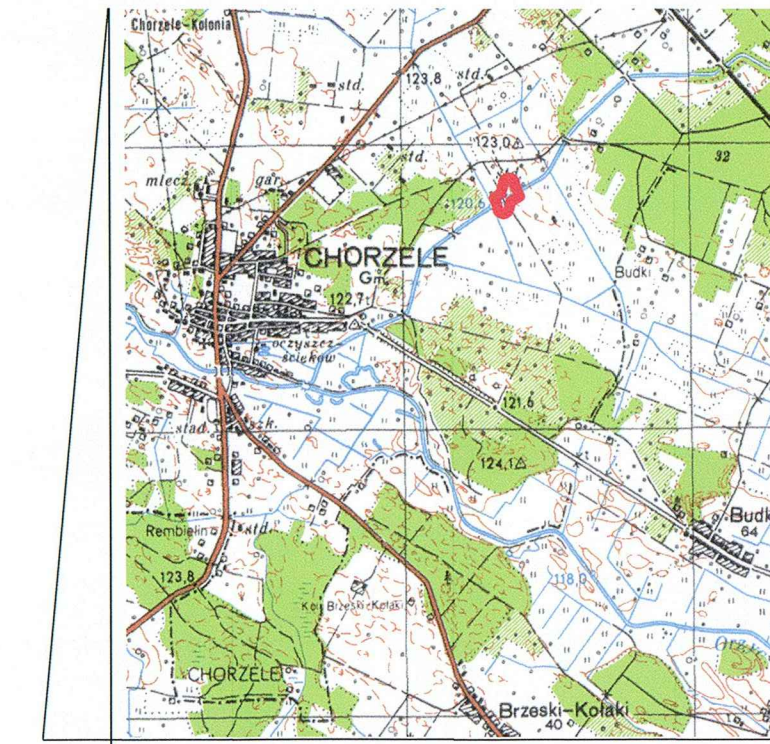 Chorzele-Kolonia
std.
123,8
std.
123,0
32
std.
mlecz.
gar.
120,6
CHORZELE
Gm.
Budki
122,7
oczyszcz.
ścieków
121,6
stad.
szk.
124,1
Budk
64
Rembielin
std.
118,0
123,8
Kol. Brzeski-Kołaki
CHORZELE
Brzeski-Kołaki
40